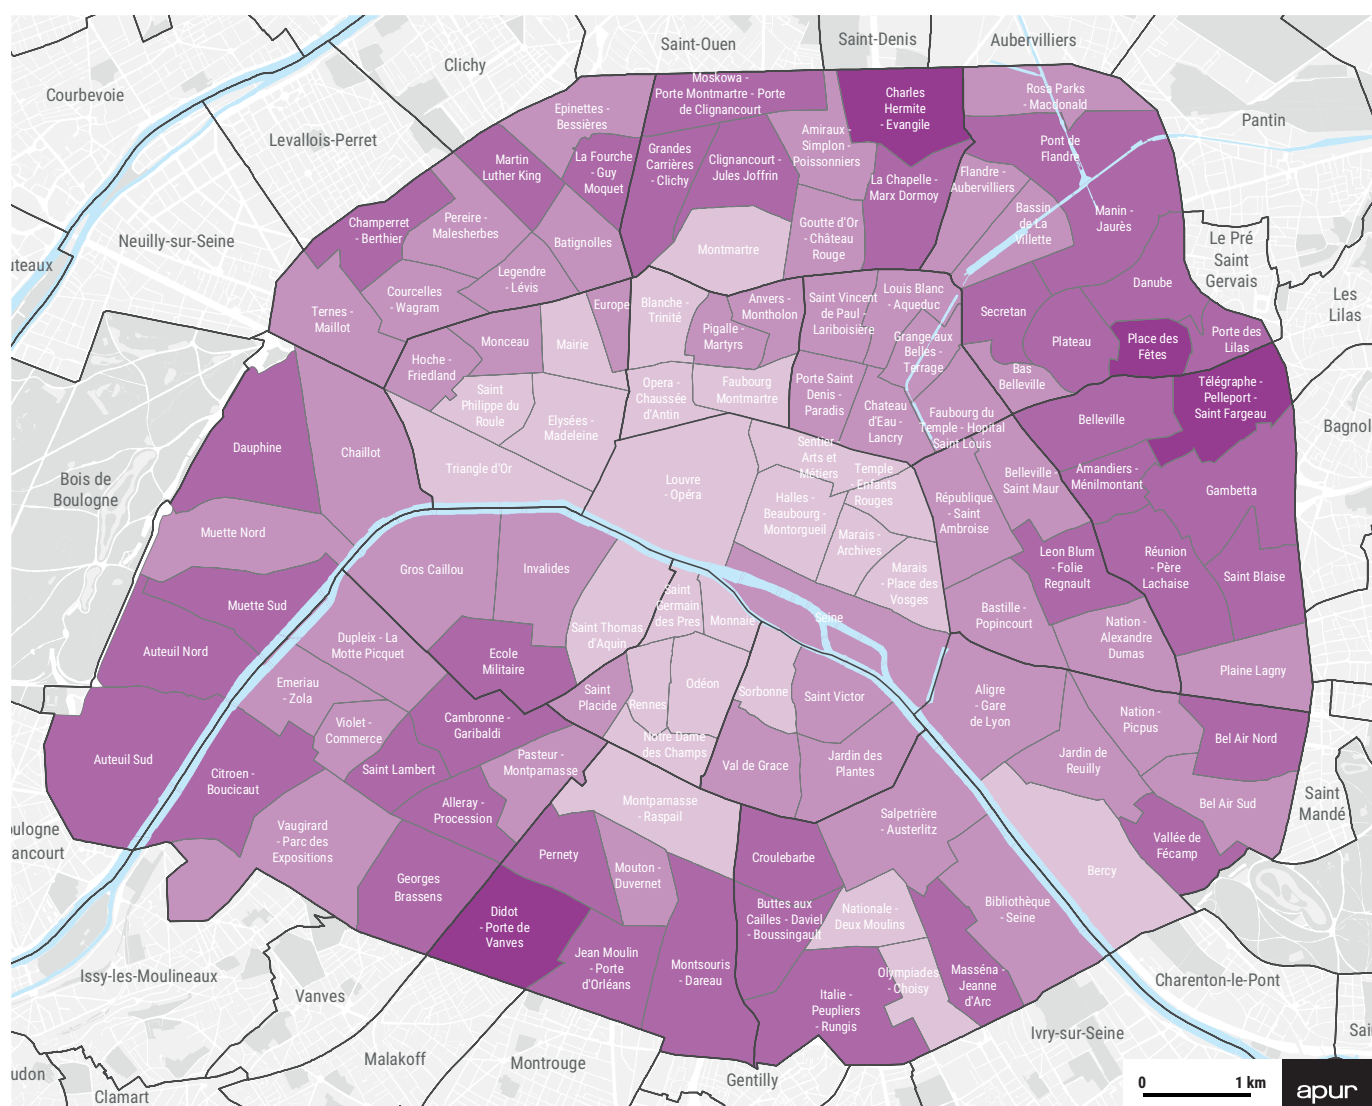 Saint-Ouen
Saint-Denis
Aubervilliers
Clichy
Courbevoie
Levallois-Perret
Pantin
Neuilly-sur-Seine
uteaux
Le Pré
Saint
Gervais
Les
Lilas
Bagnol
Bois de
Boulogne
Moskowa -
Porte Montmartre - Porte
de Clignancourt
Charles
Hermite
- Evangile
Rosa Parks
- Macdonald
Epinettes -
Bessières
Amiraux -
Simplon -
Poissonniers
Pont de
Flandre
Martin
Luther King
La Fourche
- Guy
Moquet
Grandes
Carrières
- Clichy
Clignancourt -
Jules Joffrin
La Chapelle -
Marx Dormoy
Flandre -
Aubervilliers
Bassin
de La
Villette
Manin -
Jaurès
Champerret
- Berthier
Pereire -
Malesherbes
Batignolles
Montmartre
Goutte d'Or
- Château
Rouge
Legendre
- Lévis
Courcelles
- Wagram
Ternes -
Maillot
Europe
Blanche -
Trinité
Anvers -
Montholon
Pigalle -
Martyrs
Saint Vincent
de Paul -
Lariboisière
Louis Blanc
- Aqueduc
Grange aux
Belles -
Terrage
Danube
Secretan
Plateau
Place des
Fêtes
Porte des
Lilas
Monceau
Mairie
Hoche -
Friedland
Saint
Philippe du
Roule
Elysées -
Madeleine
Opera -
Chaussée
d'Antin
Faubourg
Montmartre
Porte Saint
Denis -
Paradis
Chateau
d'Eau -
Lancry
Faubourg du
Temple - Hopital
Saint Louis
Bas
Belleville
Télégraphe -
Pelleport -
Saint Fargeau
Belleville
Dauphine
Chaillot
Triangle d'Or
Louvre
- Opéra
Sentier -
Arts et
Métiers
Temple
- Enfants
Rouges
Halles -
Beaubourg -
Montorgueil
Marais -
Archives
Marais
- Place des
Vosges
République
- Saint
Ambroise
Belleville -
Saint Maur
Amandiers -
Ménilmontant
Gambetta
Muette Nord
Muette Sud
Auteuil Nord
Gros Caillou
Invalides
Leon Blum
- Folie
Regnault
Réunion
- Père
Lachaise
Saint Blaise
Bastille -
Popincourt
Nation -
Alexandre
Dumas
Plaine Lagny
Saint
Germain
des Pres
Monnaie
Seine
Saint Thomas
d'Aquin
Dupleix - La
Motte Picquet
Ecole
Militaire
Emeriau
- Zola
Saint
Placide
Rennes
Odéon
Sorbonne
Saint Victor
Aligre
- Gare
de Lyon
Nation -
Picpus
Bel Air Nord
Violet -
Commerce
Cambronne -
Garibaldi
Notre Dame
des Champs
Auteuil Sud
Citroen -
Boucicaut
Saint Lambert
Pasteur -
Montparnasse
Val de Grace
Jardin des
Plantes
Jardin de
Reuilly
Bel Air Sud
Saint
Mandé
Alleray -
Procession
Montparnasse
- Raspail
Salpetrière
- Austerlitz
Vaugirard
- Parc des
Expositions
oulogne
ancourt
Pernety
Croulebarbe
Bercy
Vallée de
Fécamp
Georges
Brassens
Mouton -
Duvernet
Buttes aux
Cailles - Daviel
- Boussingault
Nationale -
Deux Moulins
Bibliothèque
- Seine
Didot
- Porte de
Vanves
Jean Moulin
- Porte
d'Orléans
Montsouris
- Dareau
Olympiades
- Choisy
Masséna -
Jeanne
d'Arc
Italie -
Peupliers
- Rungis
Issy-les-Moulineaux
Vanves
Charenton-le-Pont
Ivry-sur-Seine
Sai
Malakoff
Montrouge
Gentilly
udon
Clamart
0 1 km
apur